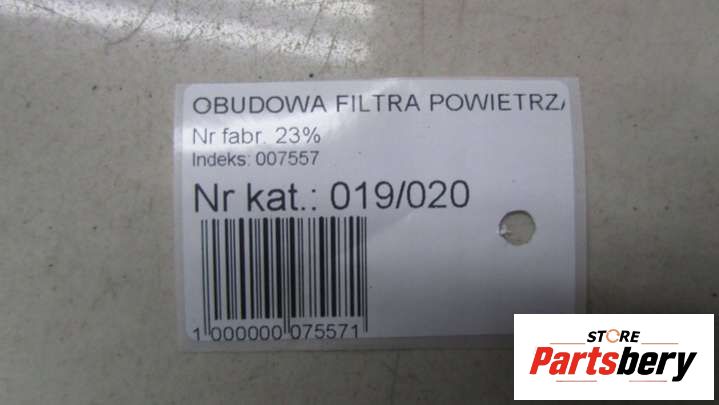 OBUDOWA FILTRA POWIETRZA
Nr fabr. 23%
Indeks: 007557
Nr kat.: 019/020
1 000000 075571
STORE
Partsbery